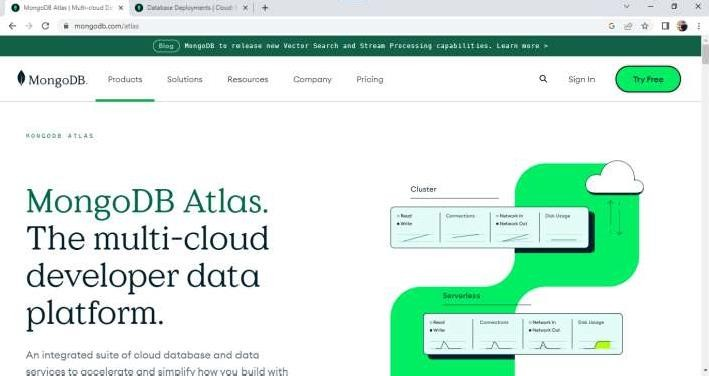 MongoDB Atlas | Multi-cloud De
Database Deployments | Cloud:
mongodb.com/atlas
Blog MongoDB to release new Vector Search and Stream Processing capabilities. Learn more >
MongoDB. Products Solutions Resources Company Pricing Sign In Try Free
MONGODB ATLAS
MongoDB Atlas.
The multi-cloud
developer data
platform.
An integrated suite of cloud database and data
services to accelerate and simplify how you build with
Cluster
Read Connections Network In Disk Usage
Write Network Out
Serverless
Read Connections Network In Disk Usage
Write Network Out